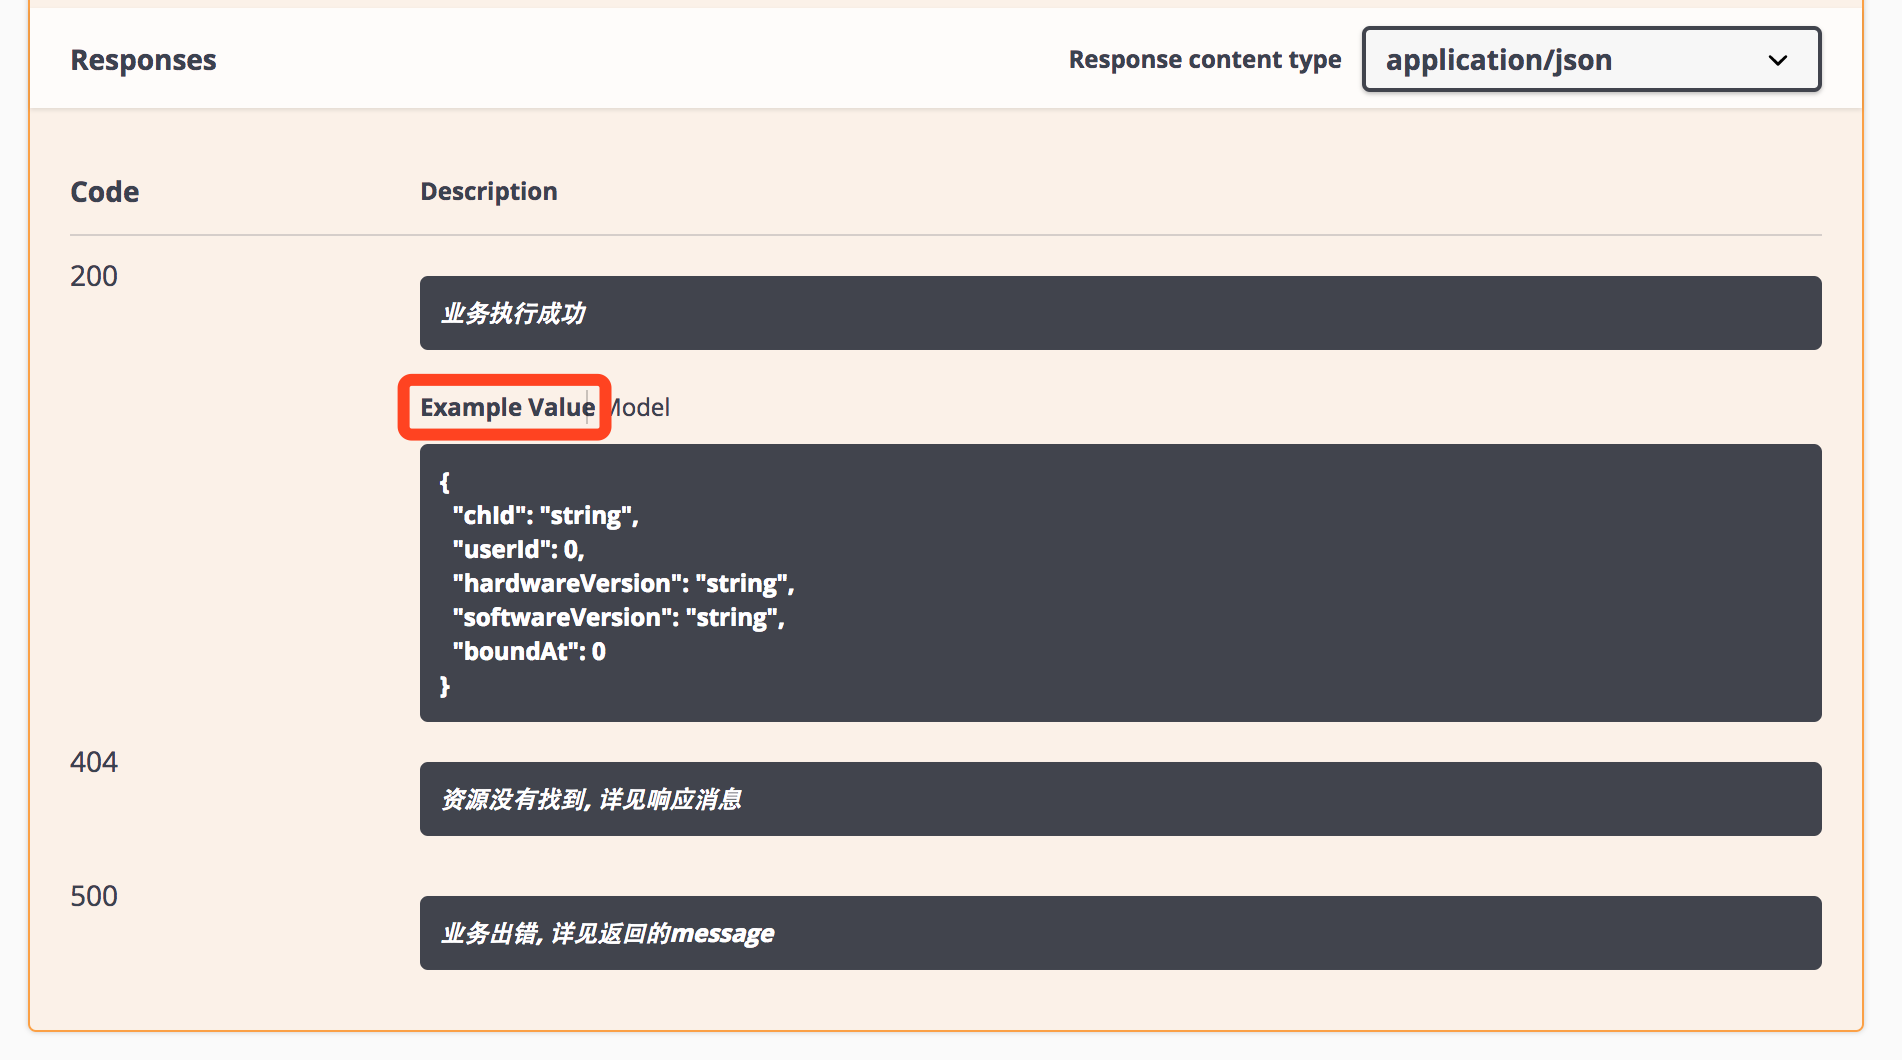 Responses
Response content type
application/json
Code
Description
200
业务执行成功
Example Value
Model
{
"chId": "string",
"userId": 0,
"hardwareVersion": "string",
"softwareVersion": "string",
"boundAt": 0
}
404
资源没有找到, 详见响应消息
500
业务出错, 详见返回的message